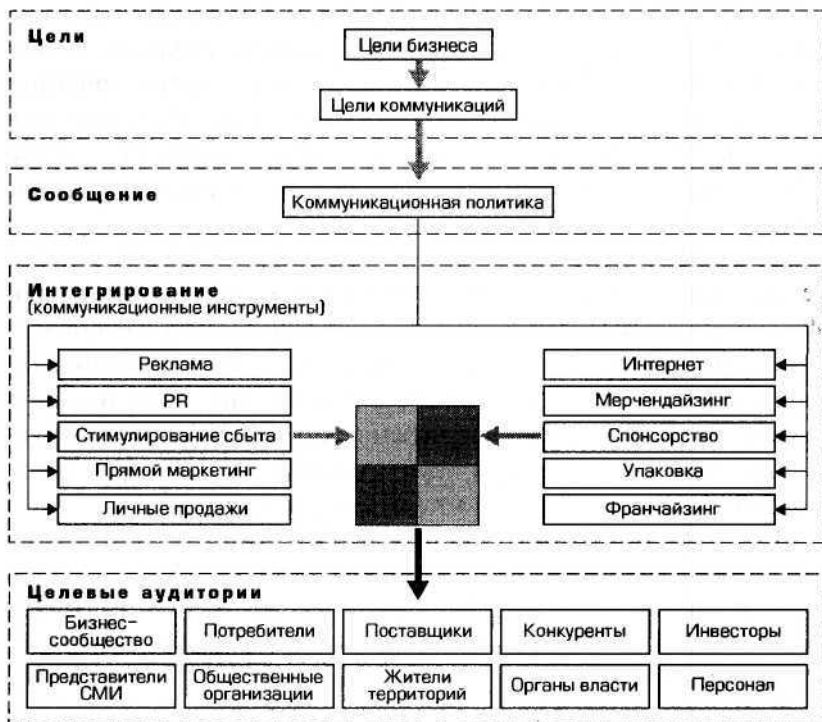 Цели
Цели бизнеса
Цели коммуникаций
Сообщение
Коммуникационная политика
Интегрирование
(коммуникационные инструменты)
Реклама
PR
Стимулирование сбыта
Прямой маркетинг
Личные продажи
Интернет
Мерчендайзинг
Спонсорство
Упаковка
Франчайзинг
Целевые аудитории
Бизнес-
сообщество
Потребители
Поставщики
Конкуренты
Инвесторы
Представители
СМИ
Общественные
организации
Жители
территорий
Органы власти
Персонал